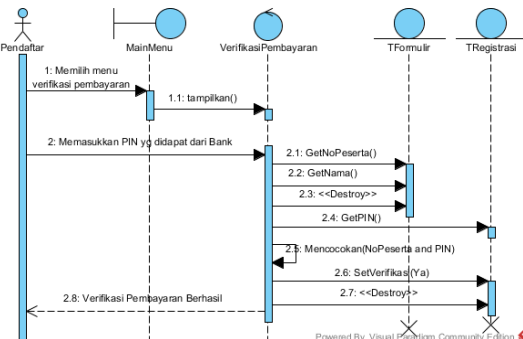 Pendaftar MainMenu VerifikasiPembayaran TFormulir TRegistrasi
1: Memilih menu
verifikasi pembayaran
1.1: tampilkan()
2: Memasukkan PIN yg didapat dari Bank
2.1: GetNoPeserta()
2.2: GetNama()
2.3: <<Destroy>>
2.4: GetPIN()
2.5: Mencocokan(NoPeserta and PIN)
2.6: SetVerifikasi(Ya)
2.7: <<Destroy>>
2.8: Verifikasi Pembayaran Berhasil
Powered By Visual Paradigm Community Edition